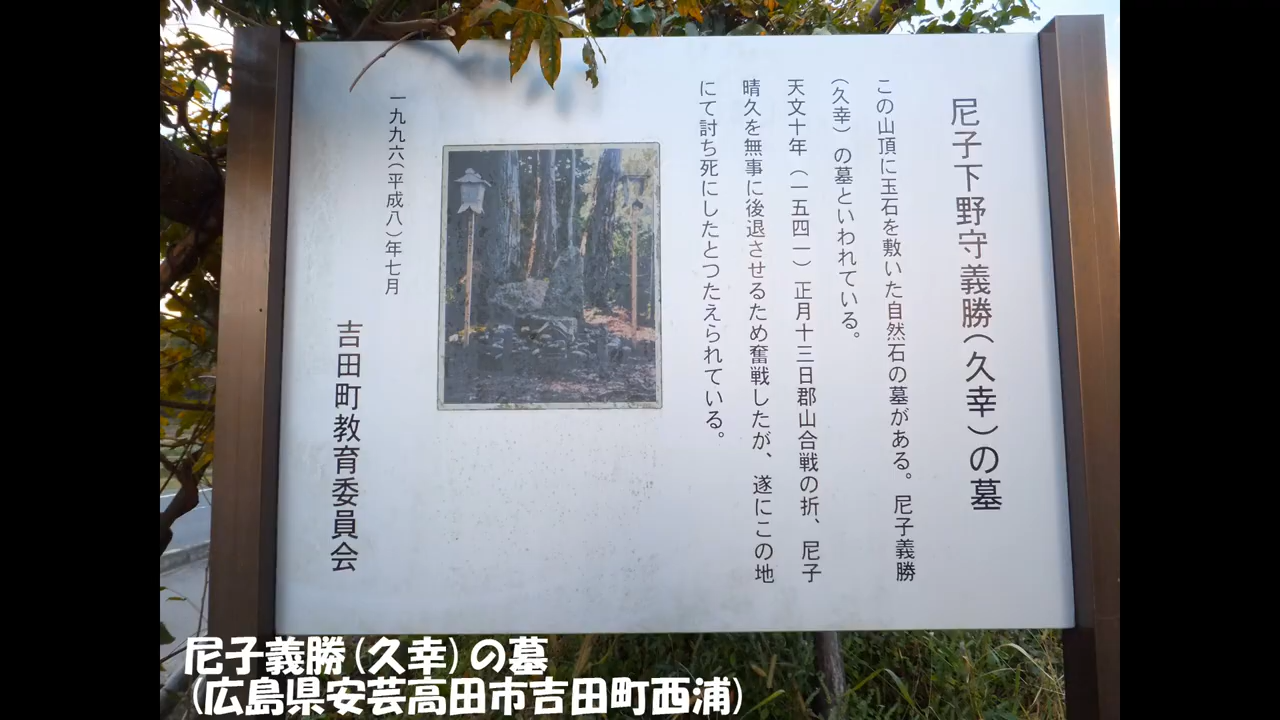 尼子下野守義勝(久幸)の墓
この山頂に玉石を敷いた自然石の墓がある。尼子義勝
(久幸)の墓といわれている。
天文十年(一五四一)正月十三日郡山合戦の折、尼子
晴久を無事に後退させるため奮戦したが、遂にこの地
にて討ち死にしたとつたえられている。
一九九六(平成八)年七月
吉田町教育委員会
尼子義勝(久幸)の墓
(広島県安芸高田市吉田町西浦)